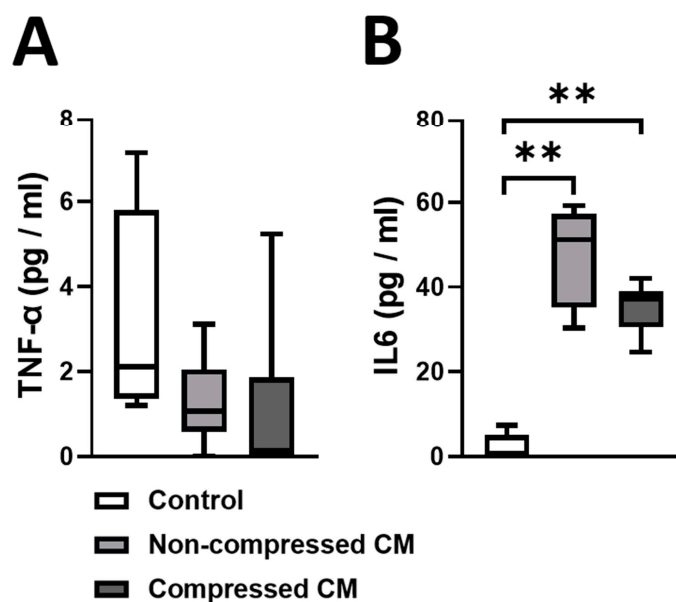 A
B
TNF-α (pg / ml)
8
6
4
2
0
IL6 (pg / ml)
80
60
40
20
0
**
**
Control
Non-compressed CM
Compressed CM